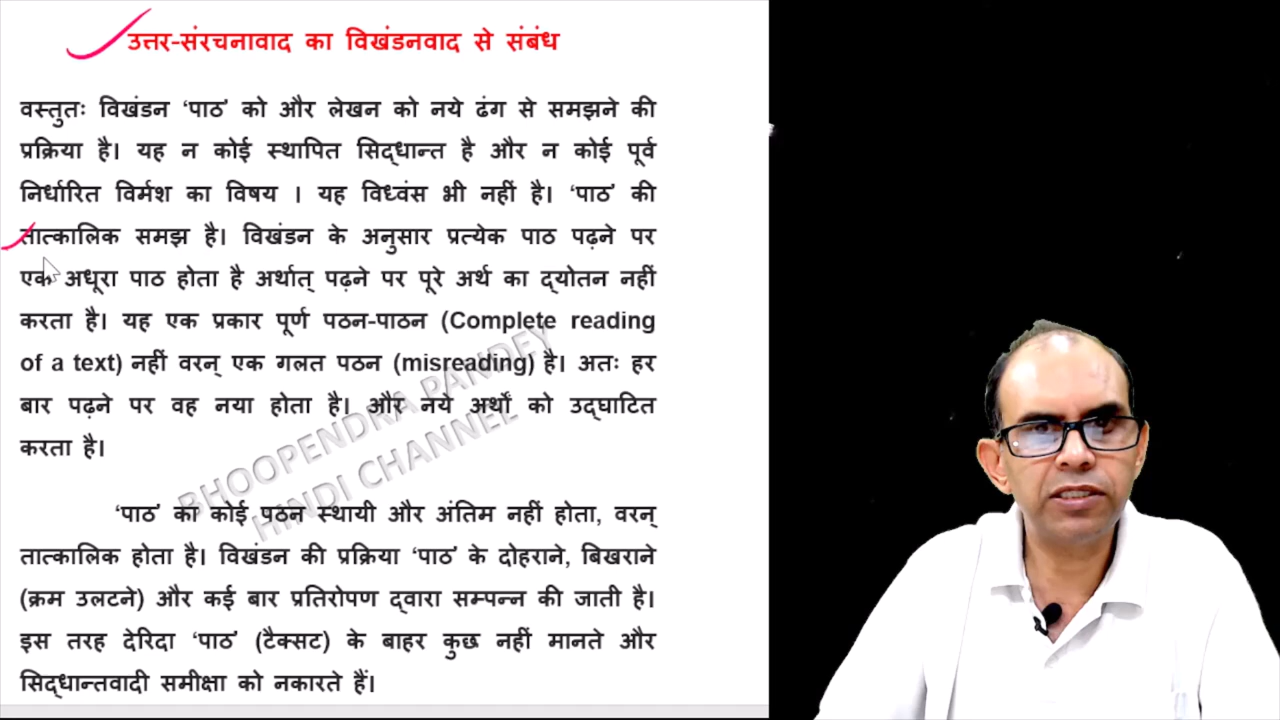 उत्तर-संरचनावाद का विखंडनवाद से संबंध
वस्तुतः विखंडन ‘पाठ’ को और लेखन को नये ढंग से समझने की
प्रक्रिया है। यह न कोई स्थापित सिद्धान्त है और न कोई पूर्व
निर्धारित विर्मश का विषय । यह विध्वंस भी नहीं है। ‘पाठ’ की
तात्कालिक समझ है। विखंडन के अनुसार प्रत्येक पाठ पढ़ने पर
एक अधूरा पाठ होता है अर्थात् पढ़ने पर पूरे अर्थ का द्योतन नहीं
करता है। यह एक प्रकार पूर्ण पठन-पाठन (Complete reading
of a text) नहीं वरन् एक गलत पठन (misreading) है। अतः हर
बार पढ़ने पर वह नया होता है। और नये अर्थों को उद्घाटित
करता है।
‘पाठ’ का कोई पठन स्थायी और अंतिम नहीं होता, वरन्
तात्कालिक होता है। विखंडन की प्रक्रिया ‘पाठ’ के दोहराने, बिखराने
(क्रम उलटने) और कई बार प्रतिरोपण द्वारा सम्पन्न की जाती है।
इस तरह देरिदा ‘पाठ’ (टैक्सट) के बाहर कुछ नहीं मानते और
सिद्धान्तवादी समीक्षा को नकारते हैं।
BHOOPENDRA PANDEY
HINDI CHANNEL